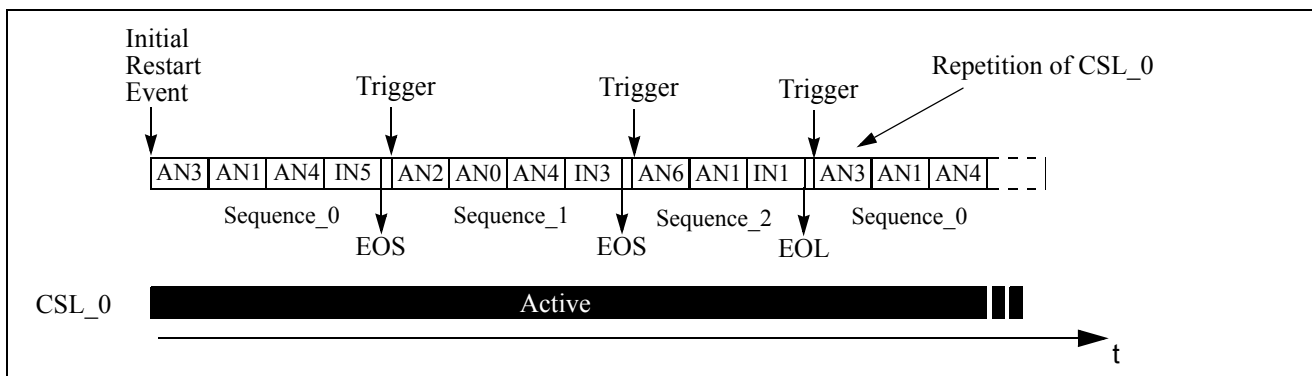 Initial
Restart
Event
Trigger
Trigger
Trigger
Repetition of CSL_0
AN3 AN1 AN4 IN5 AN2 AN0 AN4 IN3 AN6 AN1 IN1 AN3 AN1 AN4
Sequence_0 Sequence_1 Sequence_2 Sequence_0
EOS EOS EOL
CSL_0 Active
t